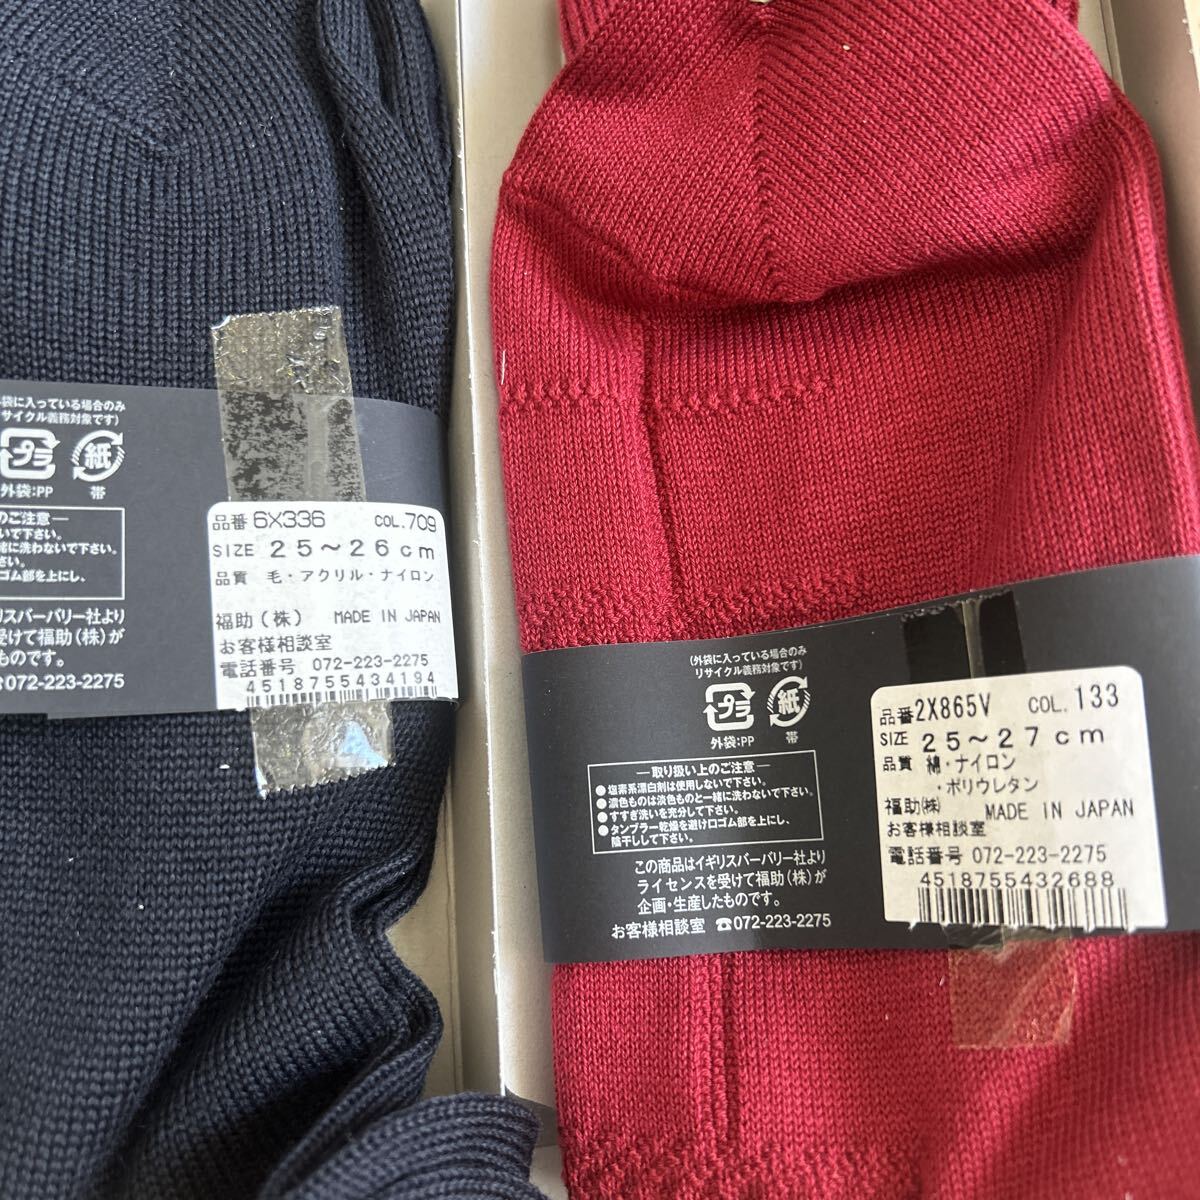 袋に入っている場合のみ
サイクル義務対象です)
プラ
紙
外袋:PP
帯
のご注意
いで下さい。
緒に洗わないで下さい。
さい。
ゴム部を上にし、
リスバーバリー社より
受けて福助(株)が
ものです。
☎072-223-2275
品番 6X336 COL.709
SIZE 25~26cm
品質 毛・アクリル・ナイロン
福助(株) MADE IN JAPAN
お客様相談室
電話番号 072-223-2275
4518755434194
(外袋に入っている場合のみ
リサイクル義務対象です)
プラ
紙
外袋:PP
帯
―取り扱い上のご注意―
●塩素系漂白剤は使用しないで下さい。
●濃色ものは淡色ものと一緒に洗わないで下さい。
●すすぎ洗いを充分して下さい。
●タンブラー乾燥を避け口ゴム部を上にし、
陰干しして下さい。
この商品はイギリスバーバリー社より
ライセンスを受けて福助(株)が
企画・生産したものです。
お客様相談室 ☎072-223-2275
品番 2X865V COL. 133
SIZE 25~27cm
品質 綿・ナイロン
・ポリウレタン
福助㈱ MADE IN JAPAN
お客様相談室
電話番号 072-223-2275
4518755432688